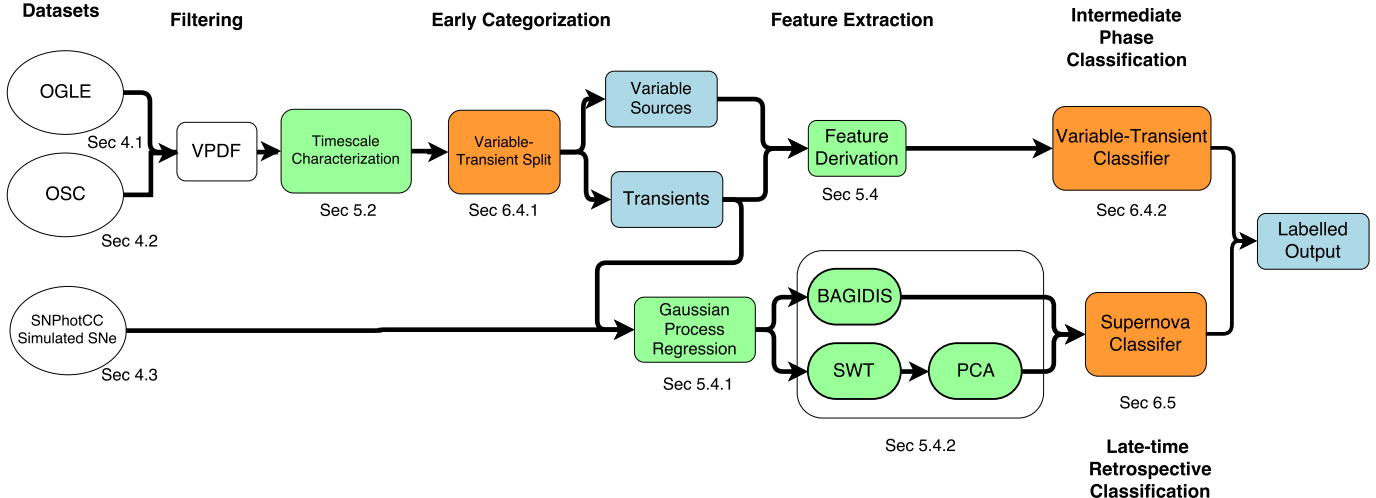 Datasets
Filtering
Early Categorization
Feature Extraction
Intermediate
Phase
Classification
OGLE
Sec 4.1
OSC
Sec 4.2
VPDF
Timescale
Characterization
Sec 5.2
Variable-
Transient Split
Sec 6.4.1
Variable
Sources
Transients
Feature
Derivation
Sec 5.4
Variable-Transient
Classifier
Sec 6.4.2
Labelled
Output
SNPhotCC
Simulated SNe
Sec 4.3
Gaussian
Process
Regression
Sec 5.4.1
BAGIDIS
SWT
PCA
Sec 5.4.2
Supernova
Classifer
Sec 6.5
Late-time
Retrospective
Classification